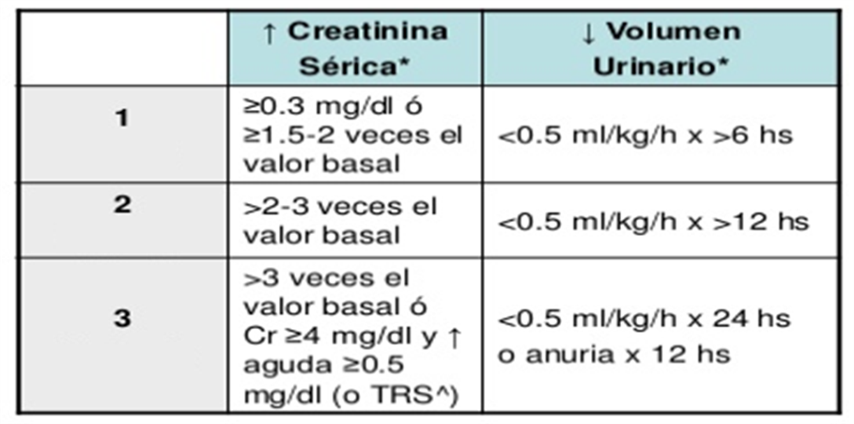 ↑ Creatinina
Sérica*
↓ Volumen
Urinario*
1
≥0.3 mg/dl ó
≥1.5-2 veces el
valor basal
<0.5 ml/kg/h x >6 hs
2
>2-3 veces el
valor basal
<0.5 ml/kg/h x >12 hs
3
>3 veces el
valor basal ó
Cr ≥4 mg/dl y ↑
aguda ≥0.5
mg/dl (o TRS^)
<0.5 ml/kg/h x 24 hs
o anuria x 12 hs